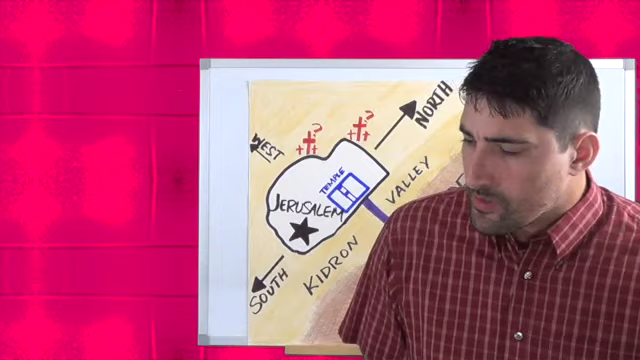 NORTH
?
?
WEST
TEMPLE
VALLEY
JERUSALEM
KIDRON
SOUTH